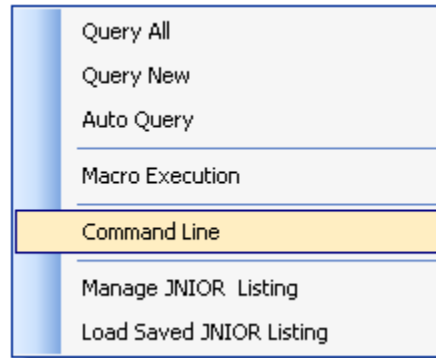 Query All
Query New
Auto Query
Macro Execution
Command Line
Manage JNIOR  Listing
Load Saved JNIOR Listing